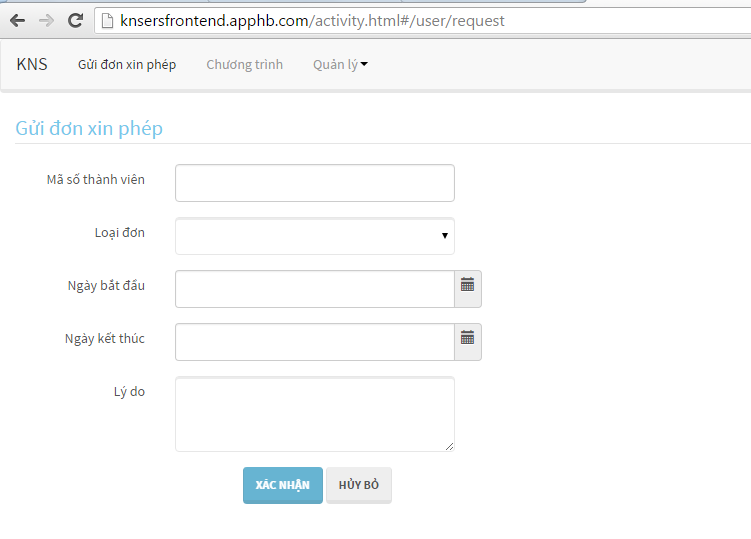 knsersfrontend.apphb.com/activity.html#/user/request
KNS Gửi đơn xin phép Chương trình Quản lý
Gửi đơn xin phép
Mã số thành viên
Loại đơn
Ngày bắt đầu
Ngày kết thúc
Lý do
XÁC NHẬN HỦY BỎ